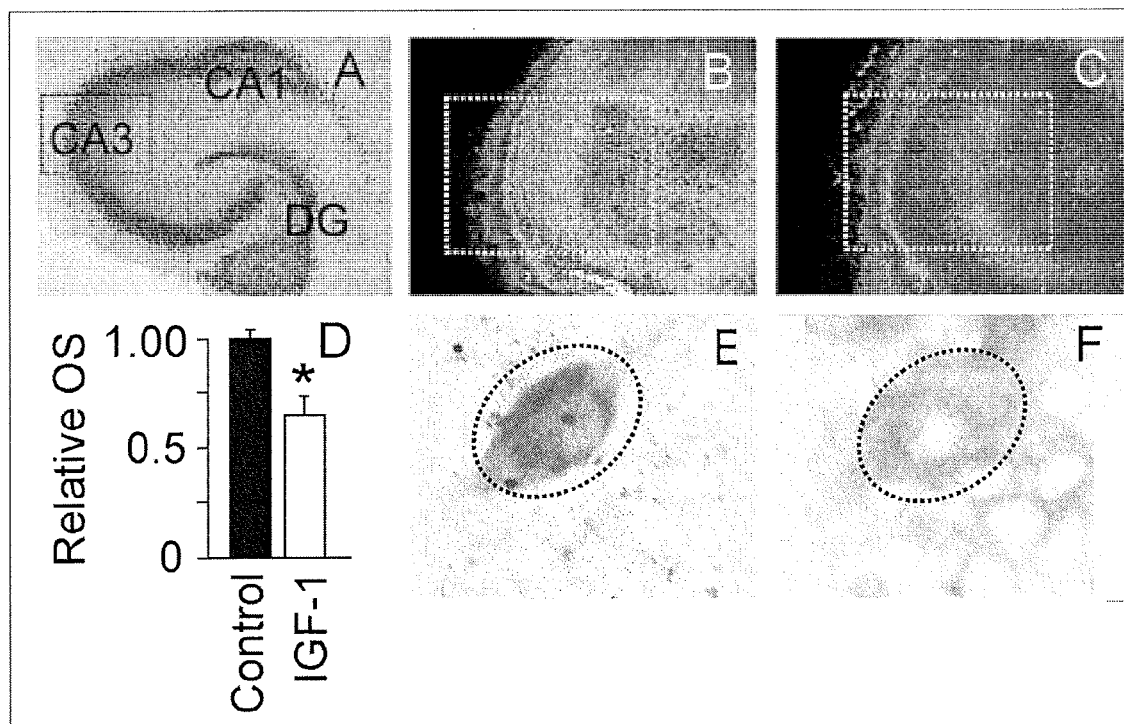 A
CA1
CA3
DG
B
C
D
Relative OS
1.00
0.5
0
*
Control
IGF-1
E
F